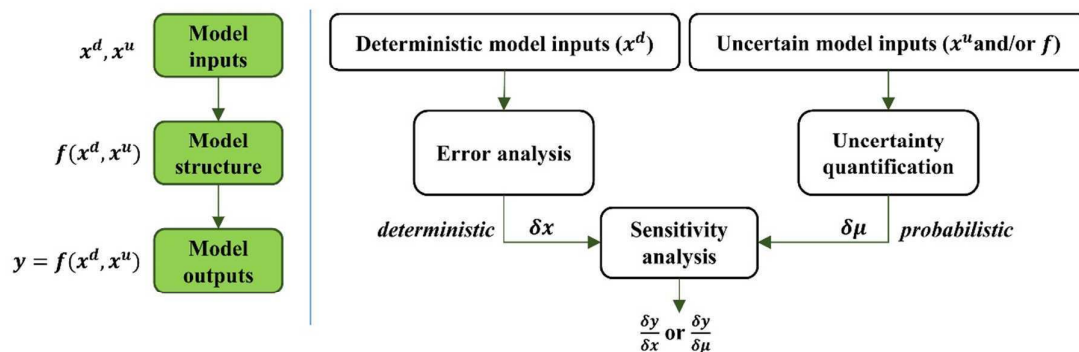 x^d, x^u
Model
inputs
f(x^d, x^u)
Model
structure
y = f(x^d, x^u)
Model
outputs
Deterministic model inputs (x^d)
Uncertain model inputs (x^u and/or f)
Error analysis
Uncertainty
quantification
deterministic
δx
Sensitivity
analysis
δμ
probabilistic
δy/δx or δy/δμ